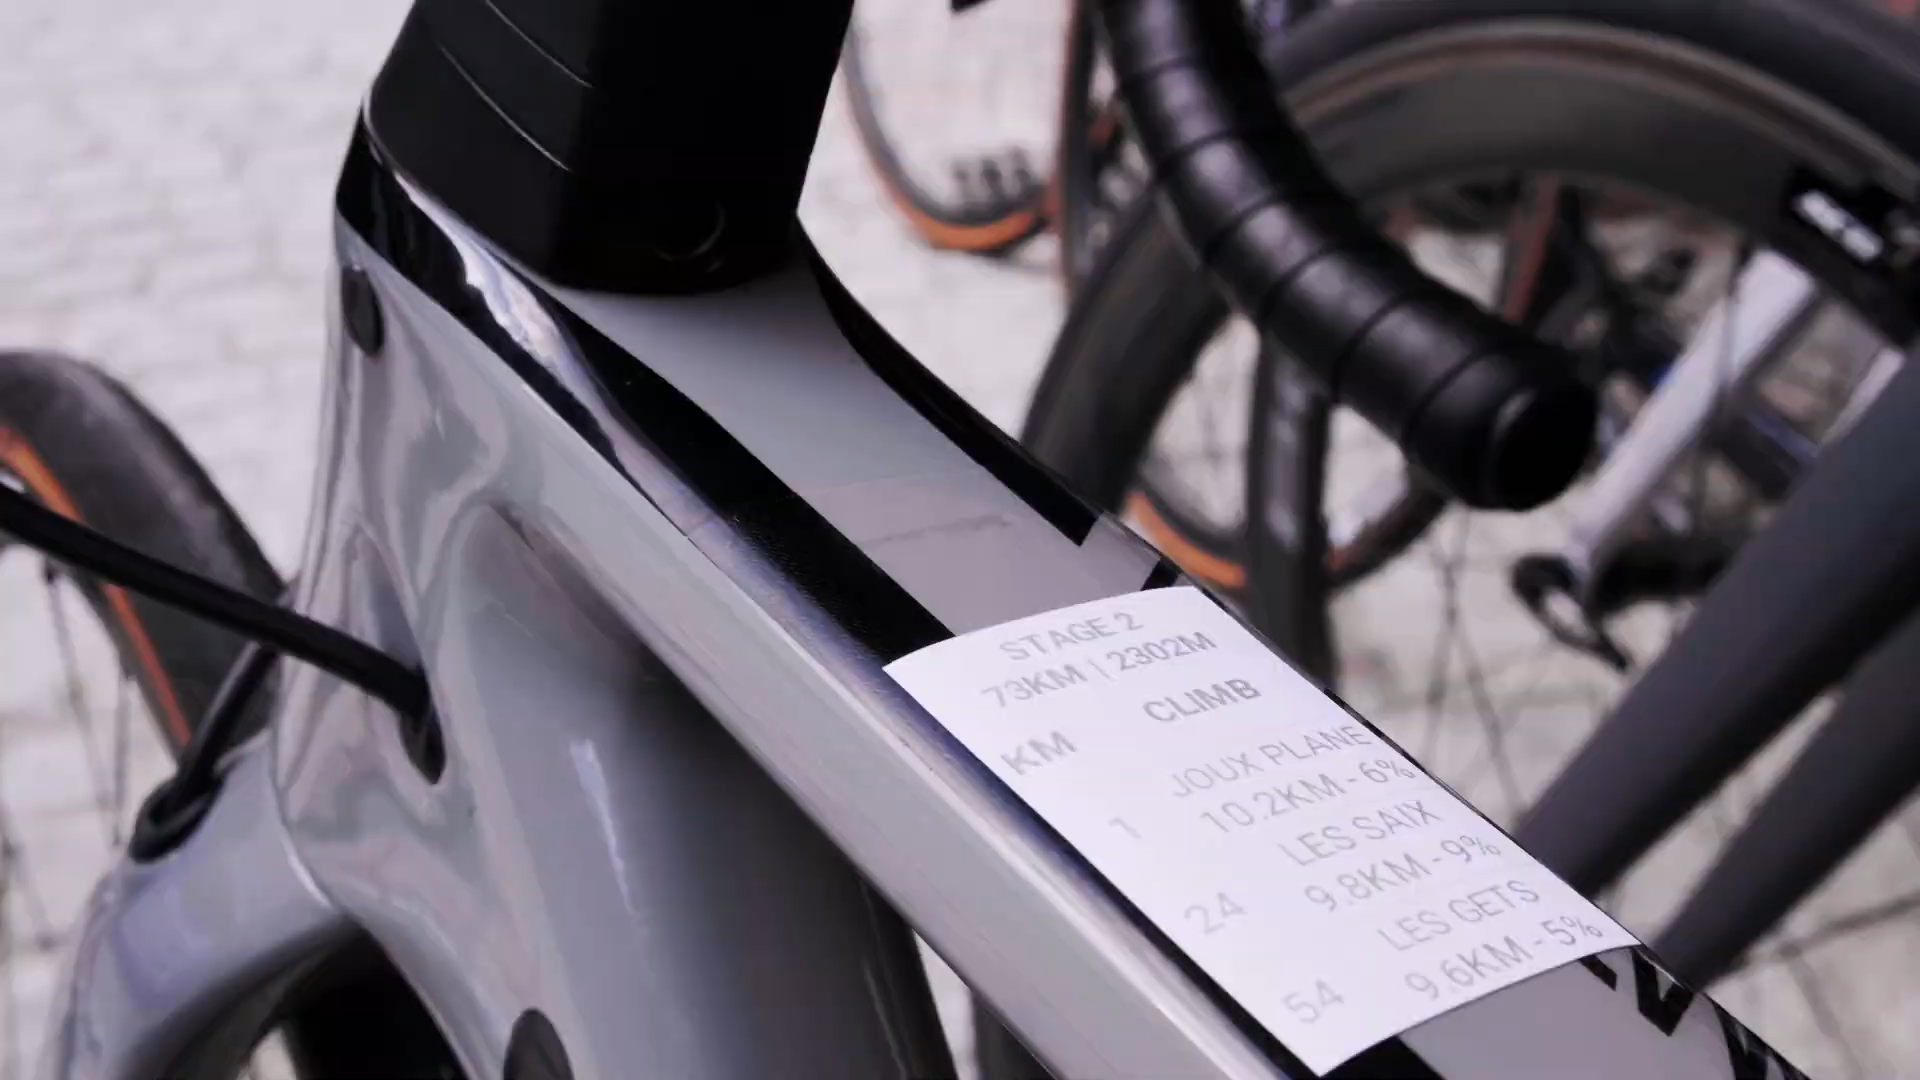 STAGE 2
73KM | 2302M
KM CLIMB
JOUX PLANE
1 10.2KM - 6%
LES SAIX
24 9.8KM - 9%
LES GETS
54 9.6KM - 5%